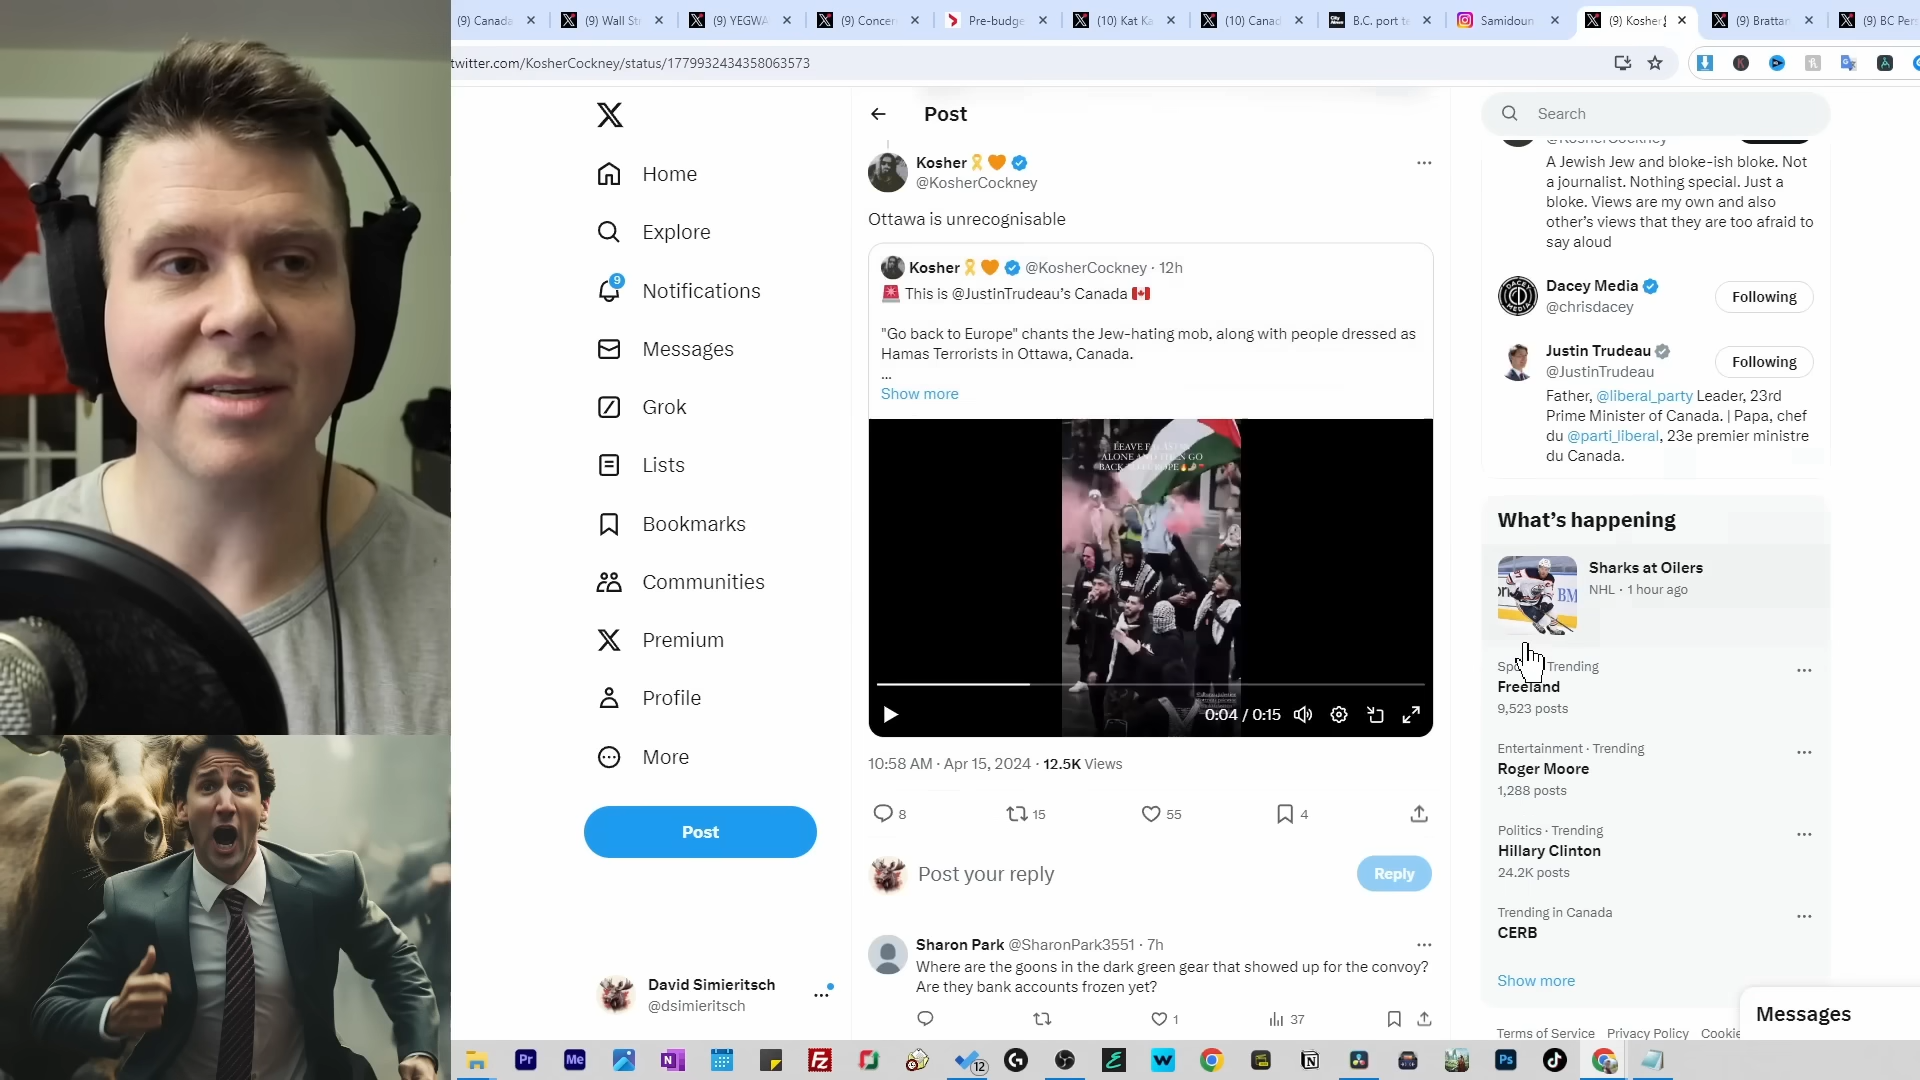 (9) Canada
(9) Wall St
(9) YEGWA
(9) Concer
Pre-budge
(10) Kat Ka
(10) Canad
B.C. port te
Samidoun
(9) Kosher
(9) Brattan
(9) BC Pers
twitter.com/KosherCockney/status/1779932434358063573
Home
Explore
9
Notifications
Messages
Grok
Lists
Bookmarks
Communities
Premium
Profile
More
Post
David Simieritsch
@dsimieritsch
Post
Kosher
@KosherCockney
Ottawa is unrecognisable
Kosher @KosherCockney · 12h
This is @JustinTrudeau's Canada
"Go back to Europe" chants the Jew-hating mob, along with people dressed as
Hamas Terrorists in Ottawa, Canada.
...
Show more
0:04 / 0:15
10:58 AM · Apr 15, 2024 · 12.5K Views
8
15
55
4
Post your reply
Reply
Sharon Park @SharonPark3551 · 7h
Where are the goons in the dark green gear that showed up for the convoy?
Are they bank accounts frozen yet?
1
37
Search
@KosherCockney
A Jewish Jew and bloke-ish bloke. Not
a journalist. Nothing special. Just a
bloke. Views are my own and also
other's views that they are too afraid to
say aloud
Dacey Media
@chrisdacey
Following
Justin Trudeau
@JustinTrudeau
Following
Father, @liberal_party Leader, 23rd
Prime Minister of Canada. | Papa, chef
du @parti_liberal, 23e premier ministre
du Canada.
What's happening
Sharks at Oilers
NHL · 1 hour ago
Trending
Freeland
9,523 posts
Entertainment · Trending
Roger Moore
1,288 posts
Politics · Trending
Hillary Clinton
24.2K posts
Trending in Canada
CERB
Show more
Terms of Service Privacy Policy Cookie
Messages
12